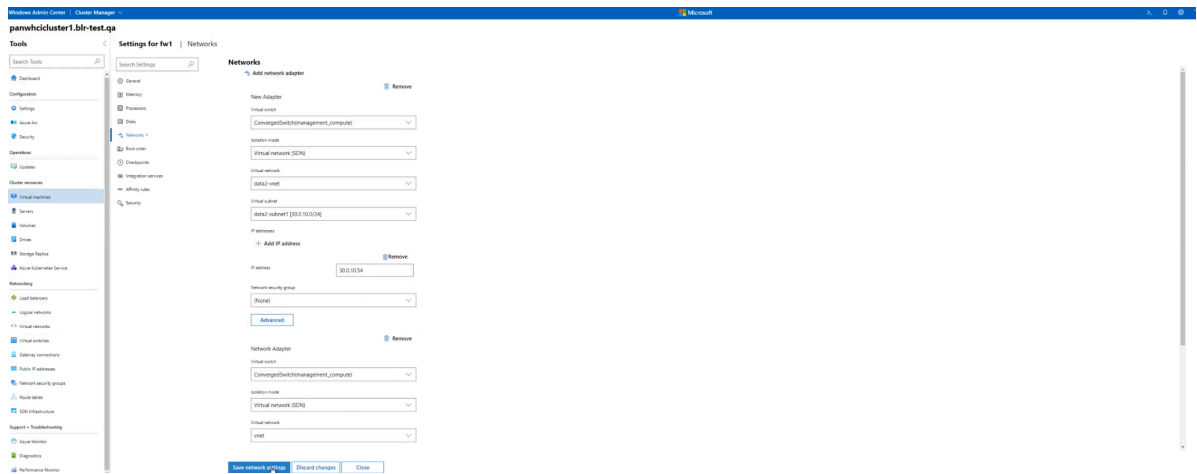 Windows Admin Center | Cluster Manager
Microsoft
panwhcicluster1.blr-test.qa
Tools
Search Tools
Dashboard
Configuration
Settings
Azure Arc
Security
Operations
Updates
Cluster resources
Virtual machines
Servers
Volumes
Drives
Storage Replica
Azure Kubernetes Service
Networking
Load balancers
Logical networks
Virtual networks
Virtual switches
Gateway connections
Public IP addresses
Network security groups
Route tables
SDN Infrastructure
Support + Troubleshooting
Azure Monitor
Diagnostics
Performance Monitor
Settings for fw1 | Networks
Search Settings
General
Memory
Processors
Disks
Networks *
Boot order
Checkpoints
Integration services
Affinity rules
Security
Networks
Add network adapter
Remove
New Adapter
Virtual switch
ConvergedSwitch(management_compute)
Isolation mode
Virtual network (SDN)
Virtual network
data2-vnet
Virtual subnet
data2-subnet1 [30.0.10.0/24]
IP addresses
+ Add IP address
Remove
IP address
30.0.10.54
Network security group
(None)
Advanced
Remove
Network Adapter
Virtual switch
ConvergedSwitch(management_compute)
Isolation mode
Virtual network (SDN)
Virtual network
vnet
Save network settings
Discard changes
Close